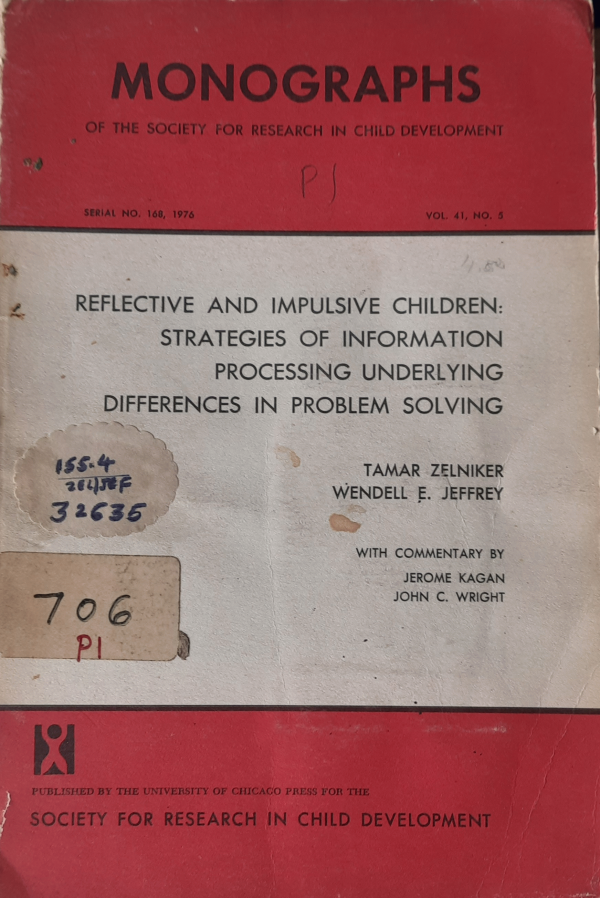 MONOGRAPHS
OF THE SOCIETY FOR RESEARCH IN CHILD DEVELOPMENT
P1
SERIAL NO. 168, 1976
VOL. 41, NO. 5
REFLECTIVE AND IMPULSIVE CHILDREN:
STRATEGIES OF INFORMATION
PROCESSING UNDERLYING
DIFFERENCES IN PROBLEM SOLVING
155.4
32635
TAMAR ZELNIKER
WENDELL E. JEFFREY
WITH COMMENTARY BY
JEROME KAGAN
JOHN C. WRIGHT
706
P1
PUBLISHED BY THE UNIVERSITY OF CHICAGO PRESS FOR THE
SOCIETY FOR RESEARCH IN CHILD DEVELOPMENT